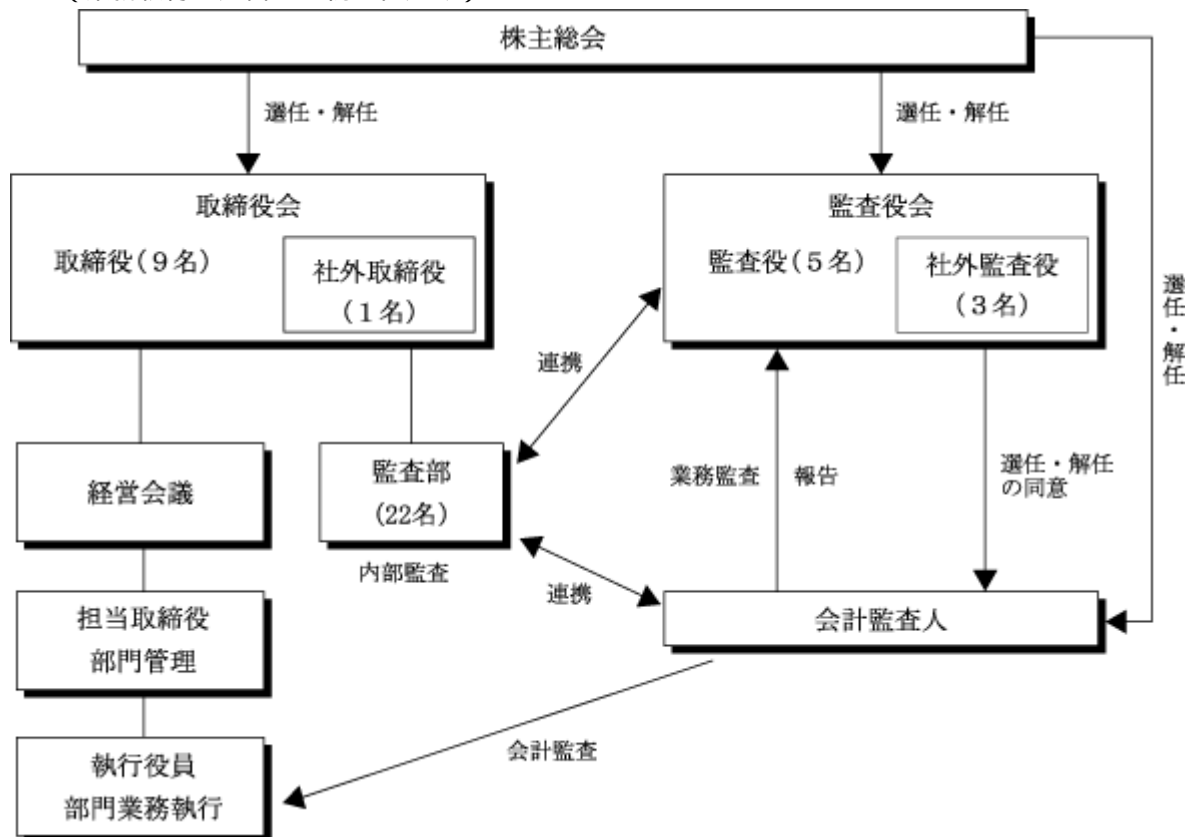 株主総会
選任・解任
選任・解任
選任・解任
取締役会
取締役(9名)
社外取締役
(1名)
監査役会
監査役(5名)
社外監査役
(3名)
連携
経営会議
監査部
(22名)
内部監査
業務監査
報告
選任・解任
の同意
連携
担当取締役
部門管理
会計監査人
会計監査
執行役員
部門業務執行